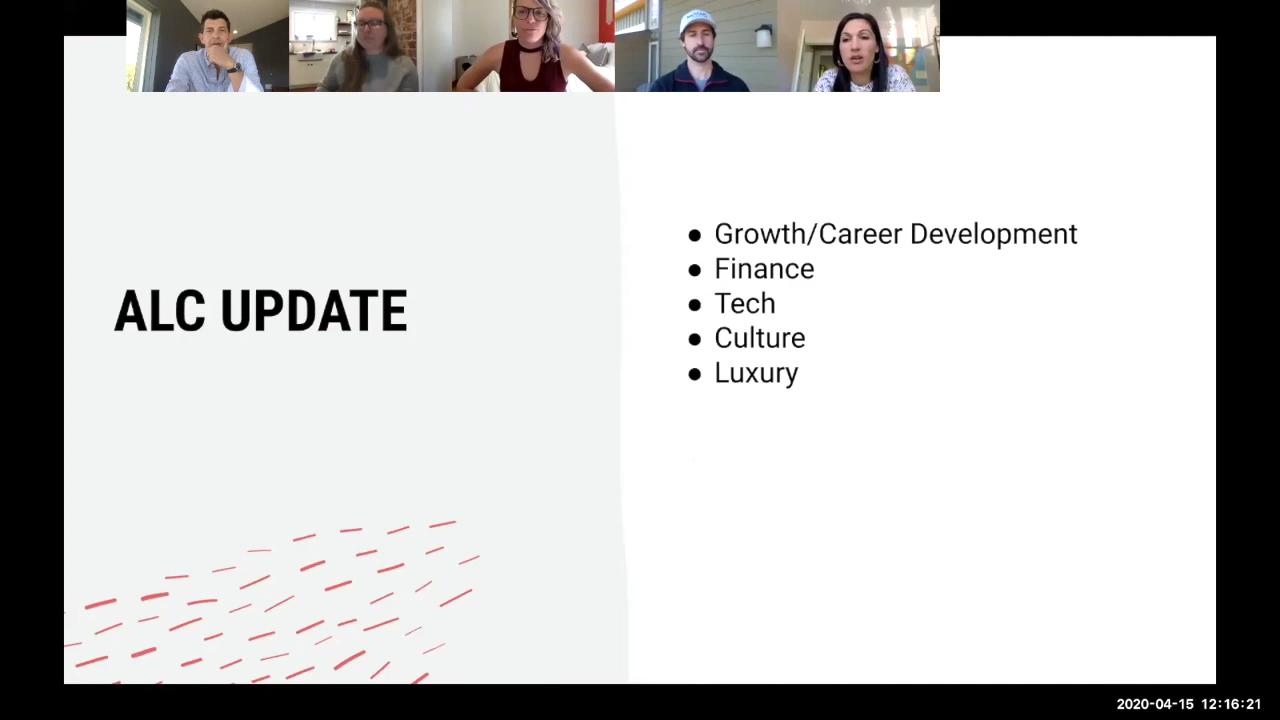 ALC UPDATE
● Growth/Career Development
● Finance
● Tech
● Culture
● Luxury
2020-04-15 12:16:21